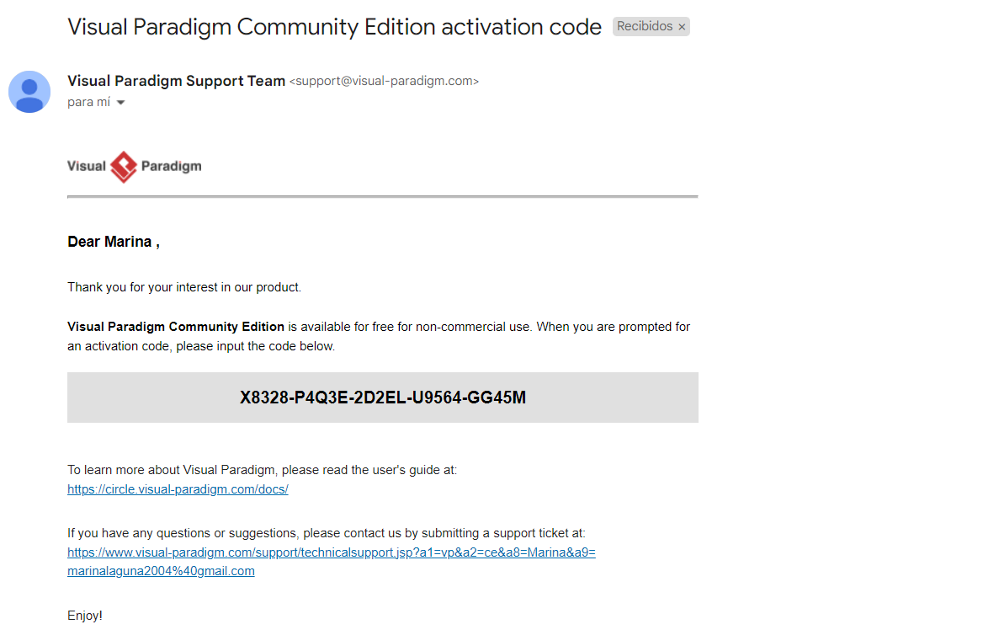 Visual Paradigm Community Edition activation code Recibidos ×
Visual Paradigm Support Team <support@visual-paradigm.com>
para mí
Visual Paradigm
Dear Marina ,
Thank you for your interest in our product.
Visual Paradigm Community Edition is available for free for non-commercial use. When you are prompted for
an activation code, please input the code below.
X8328-P4Q3E-2D2EL-U9564-GG45M
To learn more about Visual Paradigm, please read the user's guide at:
https://circle.visual-paradigm.com/docs/
If you have any questions or suggestions, please contact us by submitting a support ticket at:
https://www.visual-paradigm.com/support/technicalsupport.jsp?a1=vp&a2=ce&a8=Marina&a9=
marinalaguna2004%40gmail.com
Enjoy!